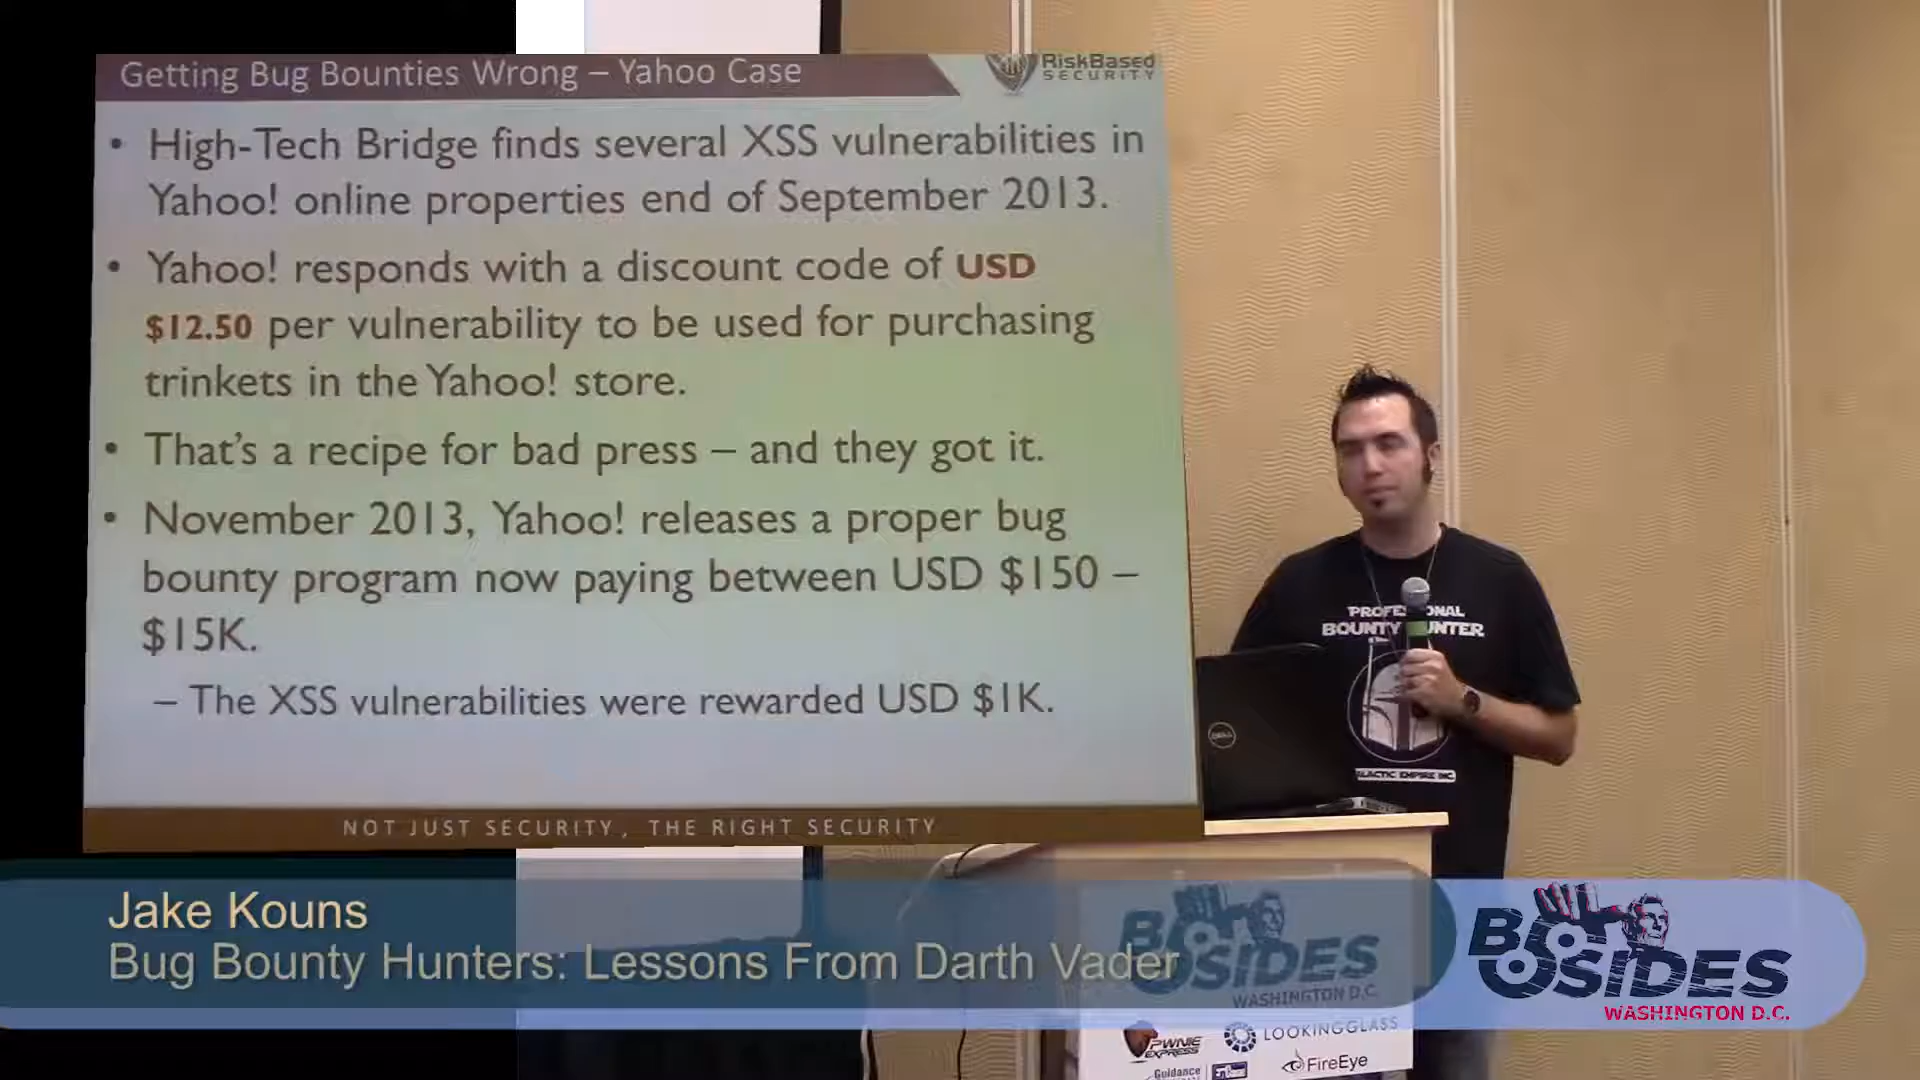 Getting Bug Bounties Wrong – Yahoo Case
RiskBased
SECURITY
• High-Tech Bridge finds several XSS vulnerabilities in
Yahoo! online properties end of September 2013.
• Yahoo! responds with a discount code of USD
$12.50 per vulnerability to be used for purchasing
trinkets in the Yahoo! store.
• That's a recipe for bad press – and they got it.
• November 2013, Yahoo! releases a proper bug
bounty program now paying between USD $150 –
$15K.
– The XSS vulnerabilities were rewarded USD $1K.
NOT JUST SECURITY, THE RIGHT SECURITY
BOUNTY
DELL
Jake Kouns
Bug Bounty Hunters: Lessons From Darth Vader
BSIDES
WASHINGTON D.C.
BSIDES
WASHINGTON D.C.
PWNIE
EXPRESS
LOOKINGGLASS
Guidance
FireEye